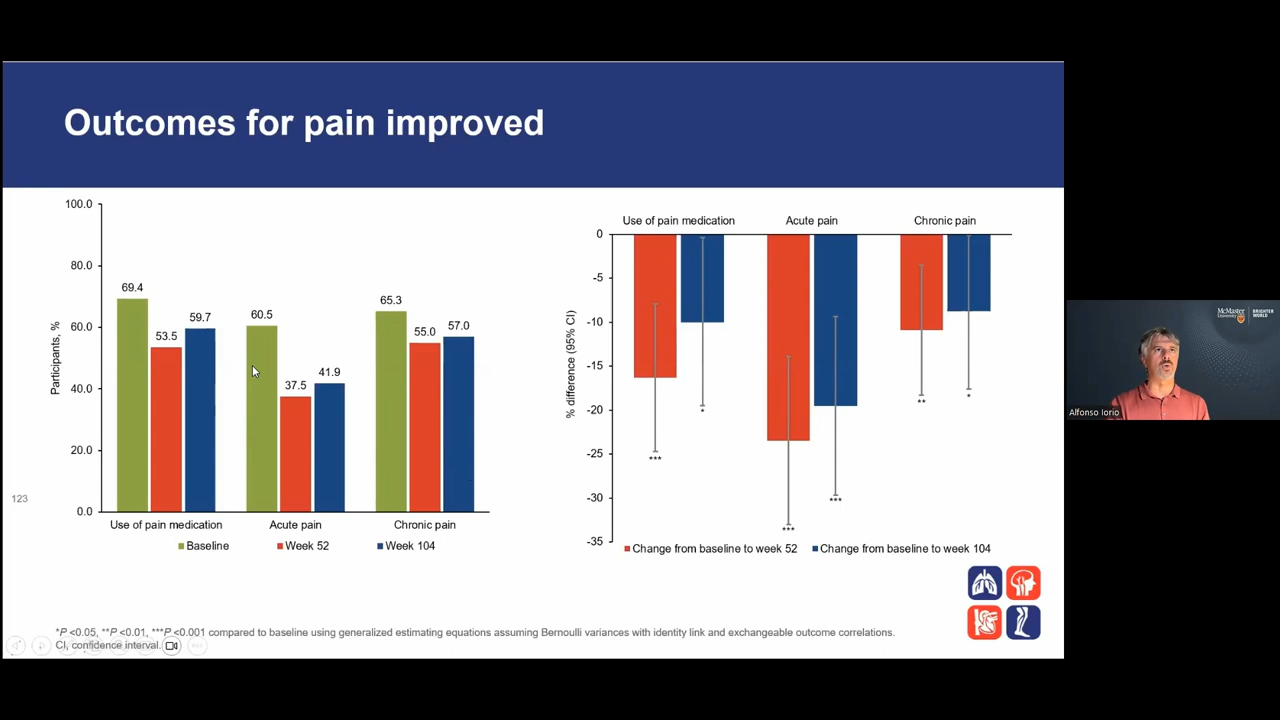 Outcomes for pain improved
100.0
80.0
60.0
40.0
20.0
0.0
Participants, %
69.4
53.5
59.7
60.5
37.5
41.9
65.3
55.0
57.0
Use of pain medication
Acute pain
Chronic pain
Baseline
Week 52
Week 104
Use of pain medication
Acute pain
Chronic pain
0
-5
-10
-15
-20
-25
-30
-35
% difference (95% CI)
***
*
***
***
**
*
Change from baseline to week 52
Change from baseline to week 104
123
*P <0.05, **P <0.01, ***P <0.001 compared to baseline using generalized estimating equations assuming Bernoulli variances with identity link and exchangeable outcome correlations.
CI, confidence interval.
McMaster
University
BRIGHTER
WORLD
Alfonso Iorio